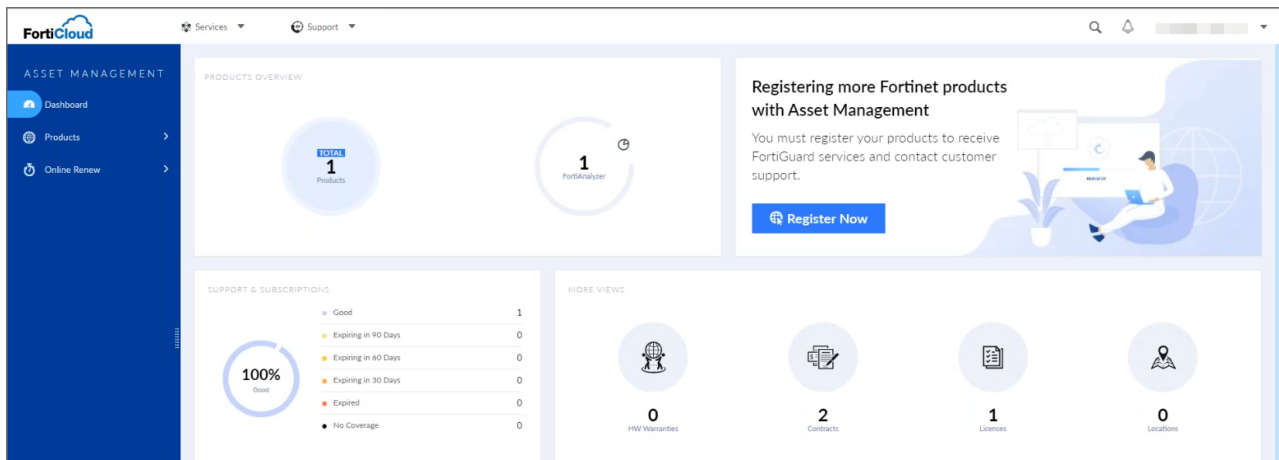 FortiCloud
Services
Support
ASSET MANAGEMENT
Dashboard
Products
Online Renew
PRODUCTS OVERVIEW
TOTAL
1
Products
1
FortiAnalyzer
Registering more Fortinet products
with Asset Management
You must register your products to receive
FortiGuard services and contact customer
support.
Register Now
SUPPORT & SUBSCRIPTIONS
100%
Good
Good 1
Expiring in 90 Days 0
Expiring in 60 Days 0
Expiring in 30 Days 0
Expired 0
No Coverage 0
MORE VIEWS
0
HW Warranties
2
Contracts
1
Licenses
0
Locations